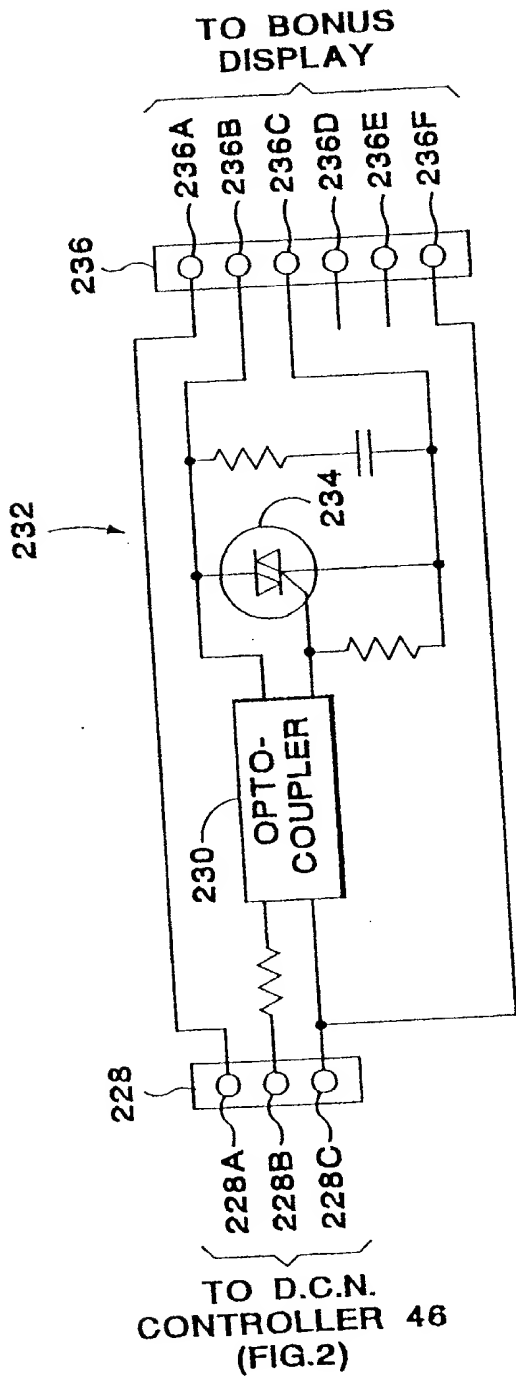 TO BONUS
DISPLAY
236
236A
236B
236C
236D
236E
236F
232
234
230
OPTO-
COUPLER
228
228A
228B
228C
TO D.C.N.
CONTROLLER 46
(FIG.2)